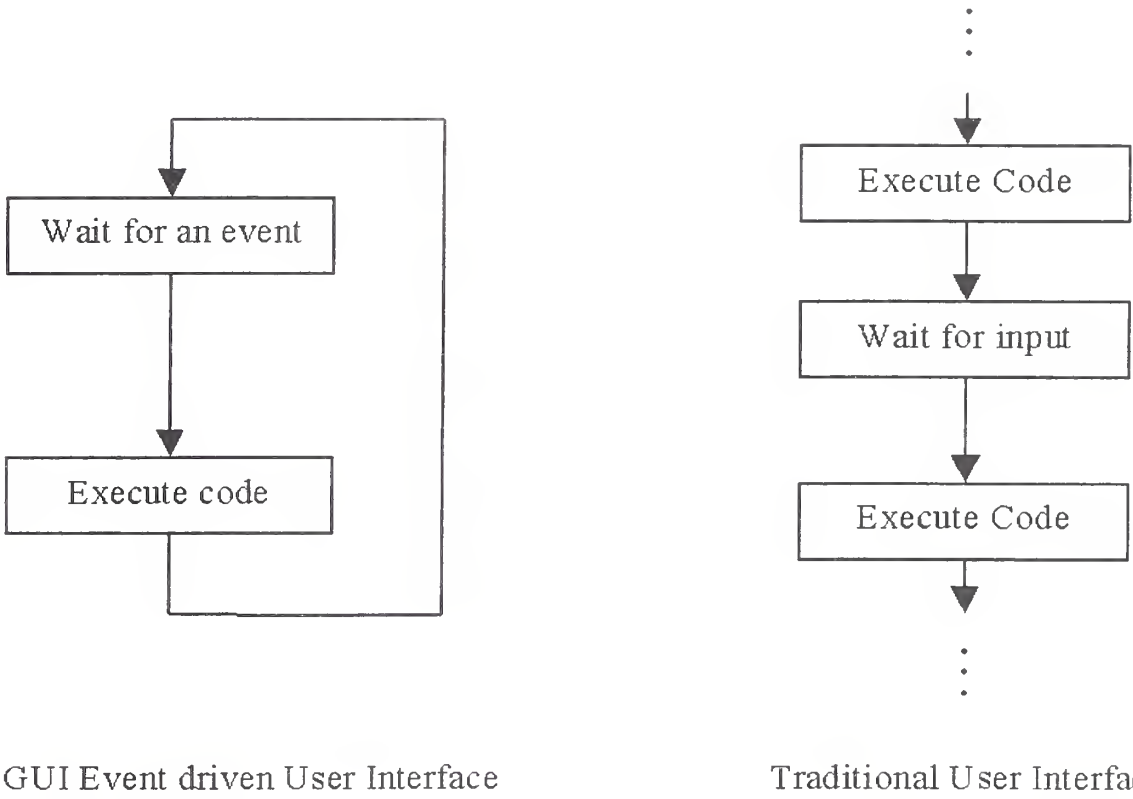 Wait for an event
Execute code
GUI Event driven User Interface
Execute Code
Wait for input
Execute Code
Traditional User Interfa